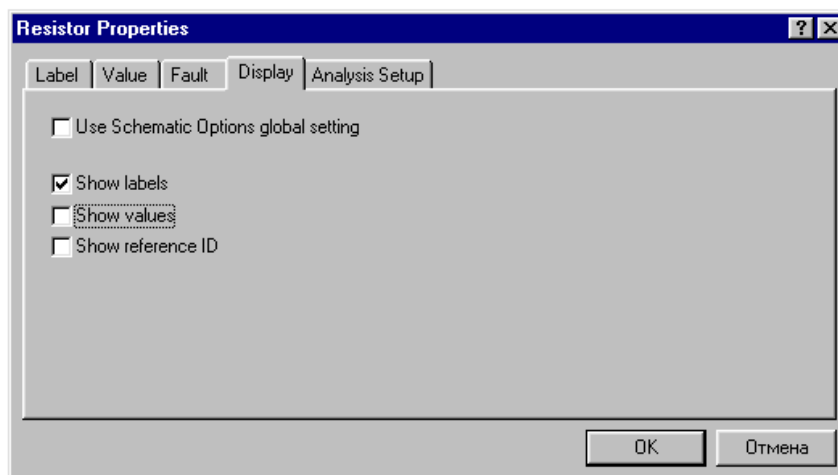 Resistor Properties
Label Value Fault Display Analysis Setup
Use Schematic Options global setting
Show labels
Show values
Show reference ID
OK Отмена